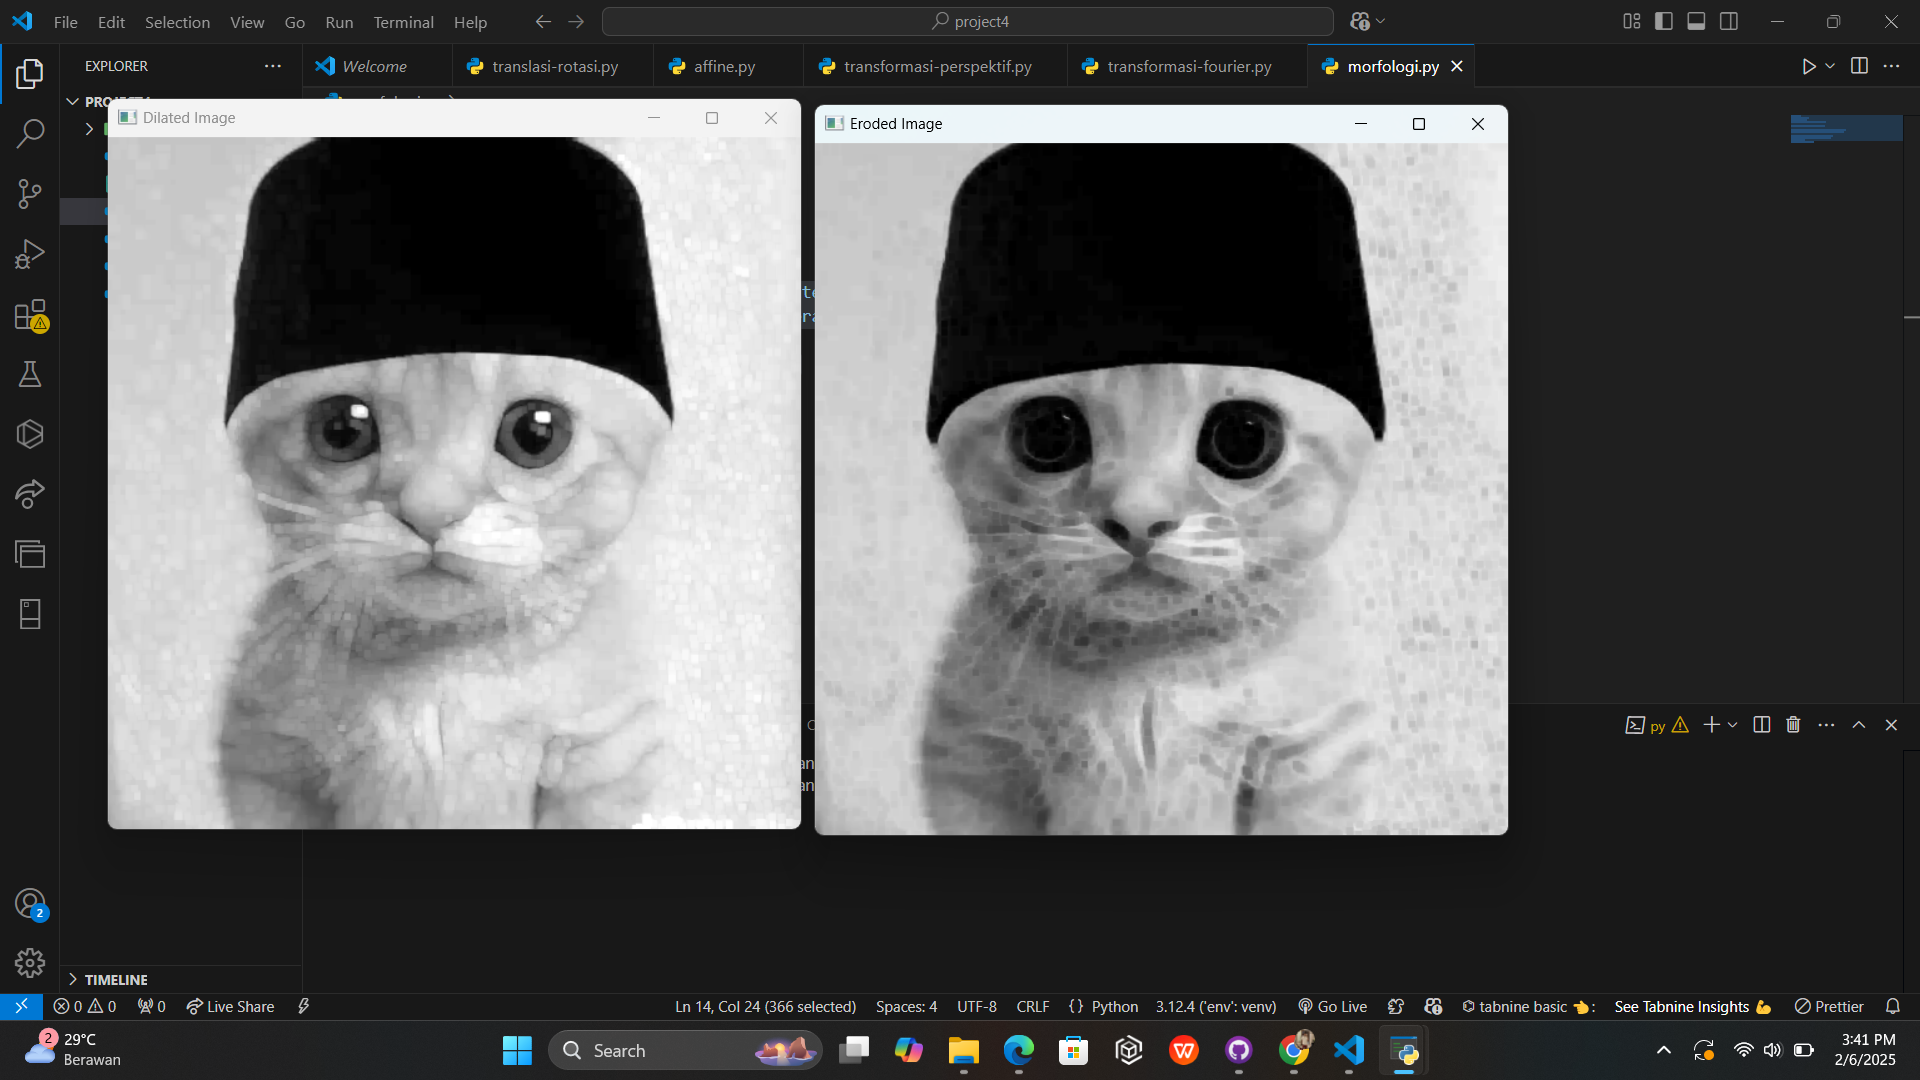 File Edit Selection View Go Run Terminal Help
project4
EXPLORER
Welcome
translasi-rotasi.py
affine.py
transformasi-perspektif.py
transformasi-fourier.py
morfologi.py
Dilated Image
Eroded Image
py
TIMELINE
2
0 0 0 Live Share
Ln 14, Col 24 (366 selected) Spaces: 4 UTF-8 CRLF {} Python 3.12.4 ('env': venv) Go Live tabnine basic 👈: See Tabnine Insights 💪 Prettier
2
29°C
Berawan
Search
3:41 PM
2/6/2025